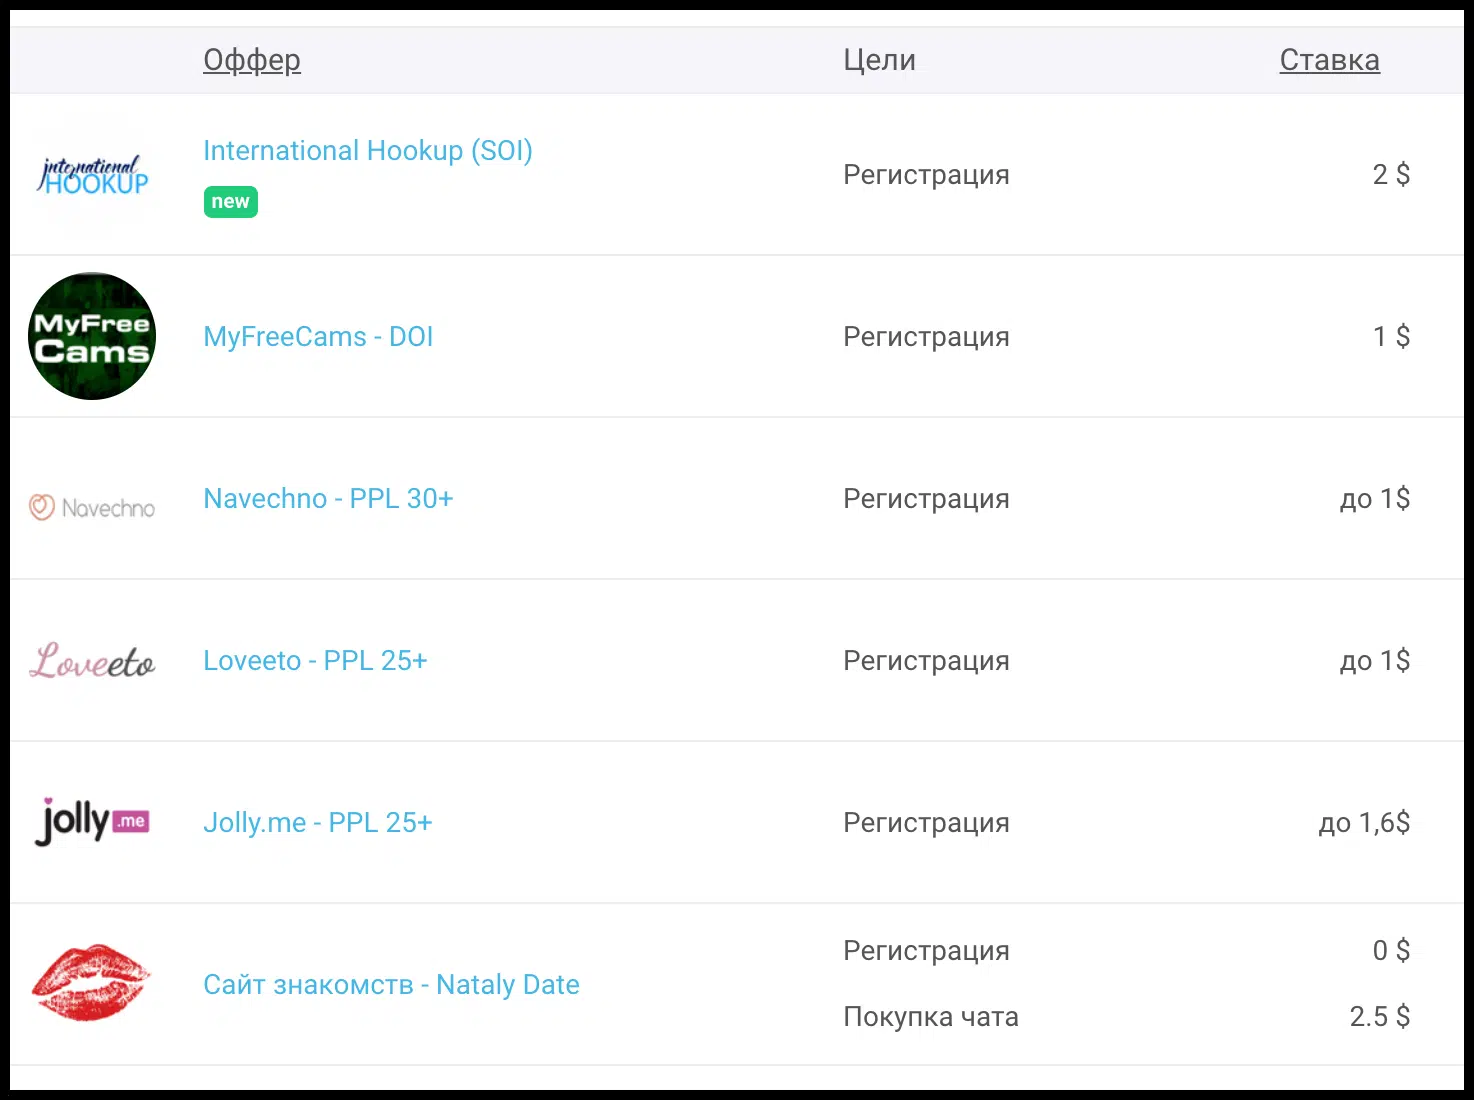 Оффер Цели Ставка
international
HOOKUP
International Hookup (SOI)
new
Регистрация 2 $
MyFree
Cams
MyFreeCams - DOI Регистрация 1 $
Navechno
Navechno - PPL 30+ Регистрация до 1$
Loveeto
Loveeto - PPL 25+ Регистрация до 1$
jolly .me
Jolly.me - PPL 25+ Регистрация до 1,6$
Сайт знакомств - Nataly Date
Регистрация 0 $
Покупка чата 2.5 $